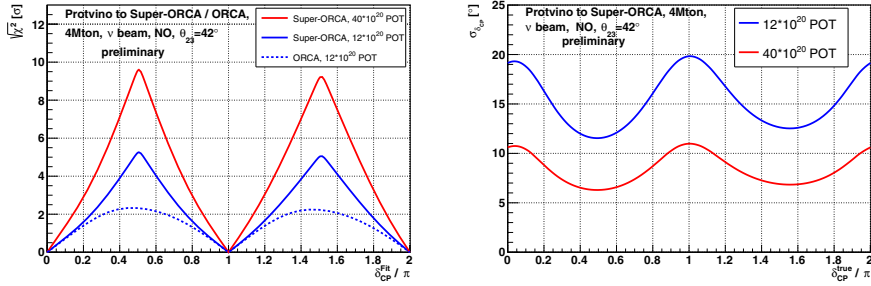 Protvino to Super-ORCA / ORCA,
4Mton, ν beam, NO, θ23=42°
preliminary
Super-ORCA, 40*10^20 POT
Super-ORCA, 12*10^20 POT
ORCA, 12*10^20 POT
√χ² [σ]
10
8
6
4
2
0
0 0.2 0.4 0.6 0.8 1 1.2 1.4 1.6 1.8 2
δCP^Fit / π
Protvino to Super-ORCA, 4Mton,
ν beam, NO, θ23=42°
preliminary
12*10^20 POT
40*10^20 POT
σδCP [°]
25
20
15
10
5
0
0 0.2 0.4 0.6 0.8 1 1.2 1.4 1.6 1.8 2
δCP^true / π